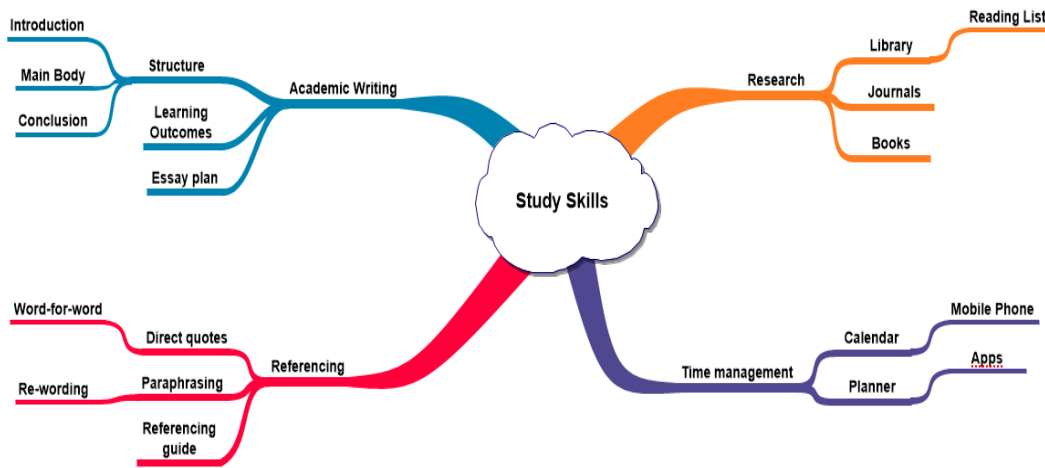 Study Skills
Academic Writing
Structure
Introduction
Main Body
Conclusion
Learning
Outcomes
Essay plan
Research
Library
Reading List
Journals
Books
Referencing
Direct quotes
Word-for-word
Paraphrasing
Re-wording
Referencing
guide
Time management
Calendar
Mobile Phone
Planner
Apps